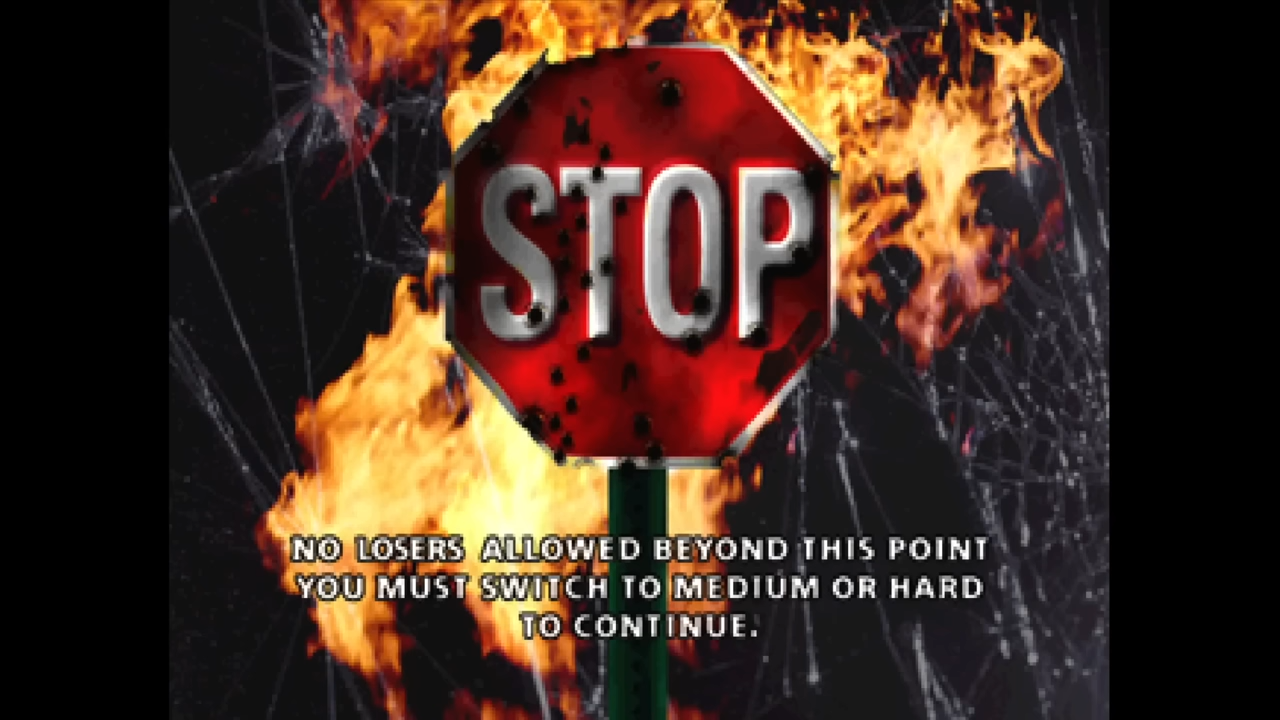 STOP
NO LOSERS ALLOWED BEYOND THIS POINT
YOU MUST SWITCH TO MEDIUM OR HARD
TO CONTINUE.